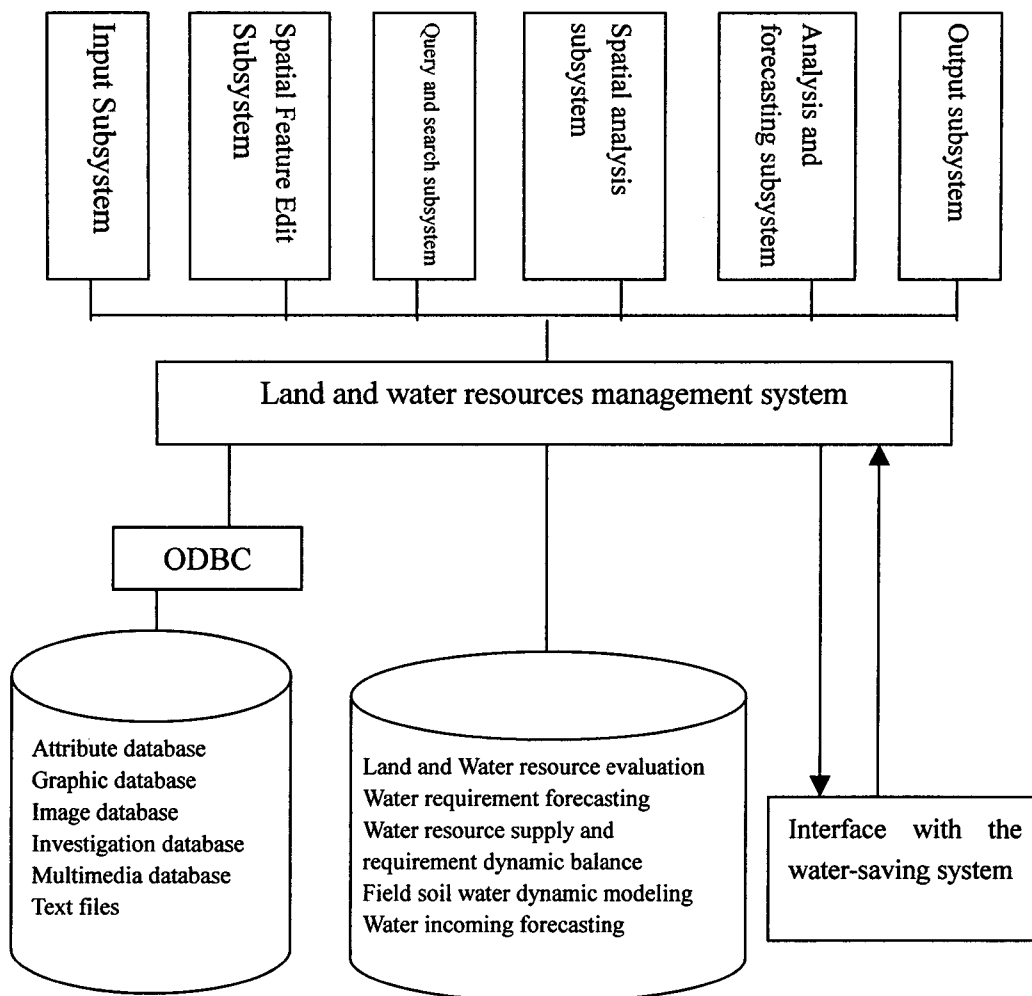 Input Subsystem
Spatial Feature Edit
Subsystem
Query and search subsystem
Spatial analysis
subsystem
Analysis and
forecasting subsystem
Output subsystem
Land and water resources management system
ODBC
Attribute database
Graphic database
Image database
Investigation database
Multimedia database
Text files
Land and Water resource evaluation
Water requirement forecasting
Water resource supply and
requirement dynamic balance
Field soil water dynamic modeling
Water incoming forecasting
Interface with the
water-saving system